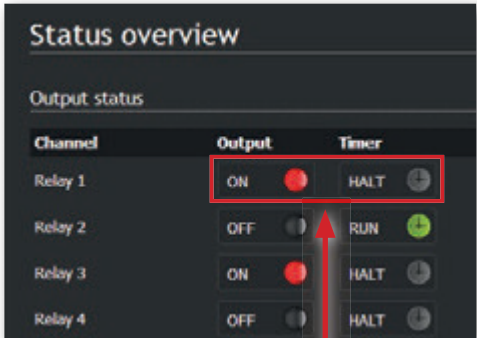 Status overview
Output status
Channel Output Timer
Relay 1 ON HALT
Relay 2 OFF RUN
Relay 3 ON HALT
Relay 4 OFF HALT